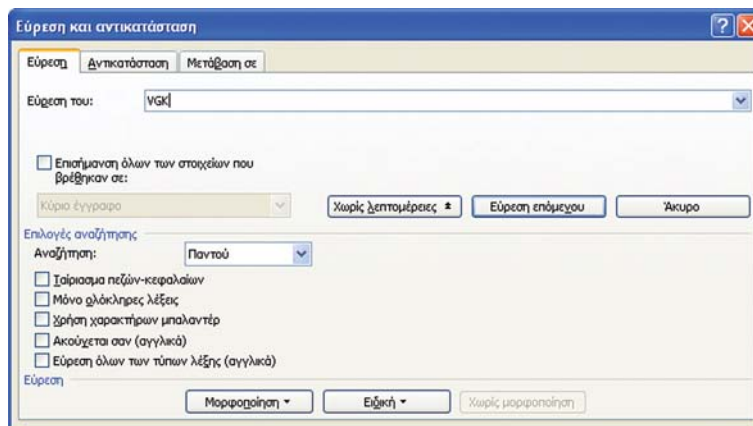 Εύρεση και αντικατάσταση
Εύρεση Αντικατάσταση Μετάβαση σε
Εύρεση του: VGK
Επισήμανση όλων των στοιχείων που
βρέθηκαν σε:
Κύριο έγγραφο Χωρίς λεπτομέρειες Εύρεση επόμενου Άκυρο
Επιλογές αναζήτησης
Αναζήτηση: Παντού
Ταίριασμα πεζών-κεφαλαίων
Μόνο ολόκληρες λέξεις
Χρήση χαρακτήρων μπαλαντέρ
Ακούγεται σαν (αγγλικά)
Εύρεση όλων των τύπων λέξης (αγγλικά)
Εύρεση
Μορφοποίηση Ειδική Χωρίς μορφοποίηση